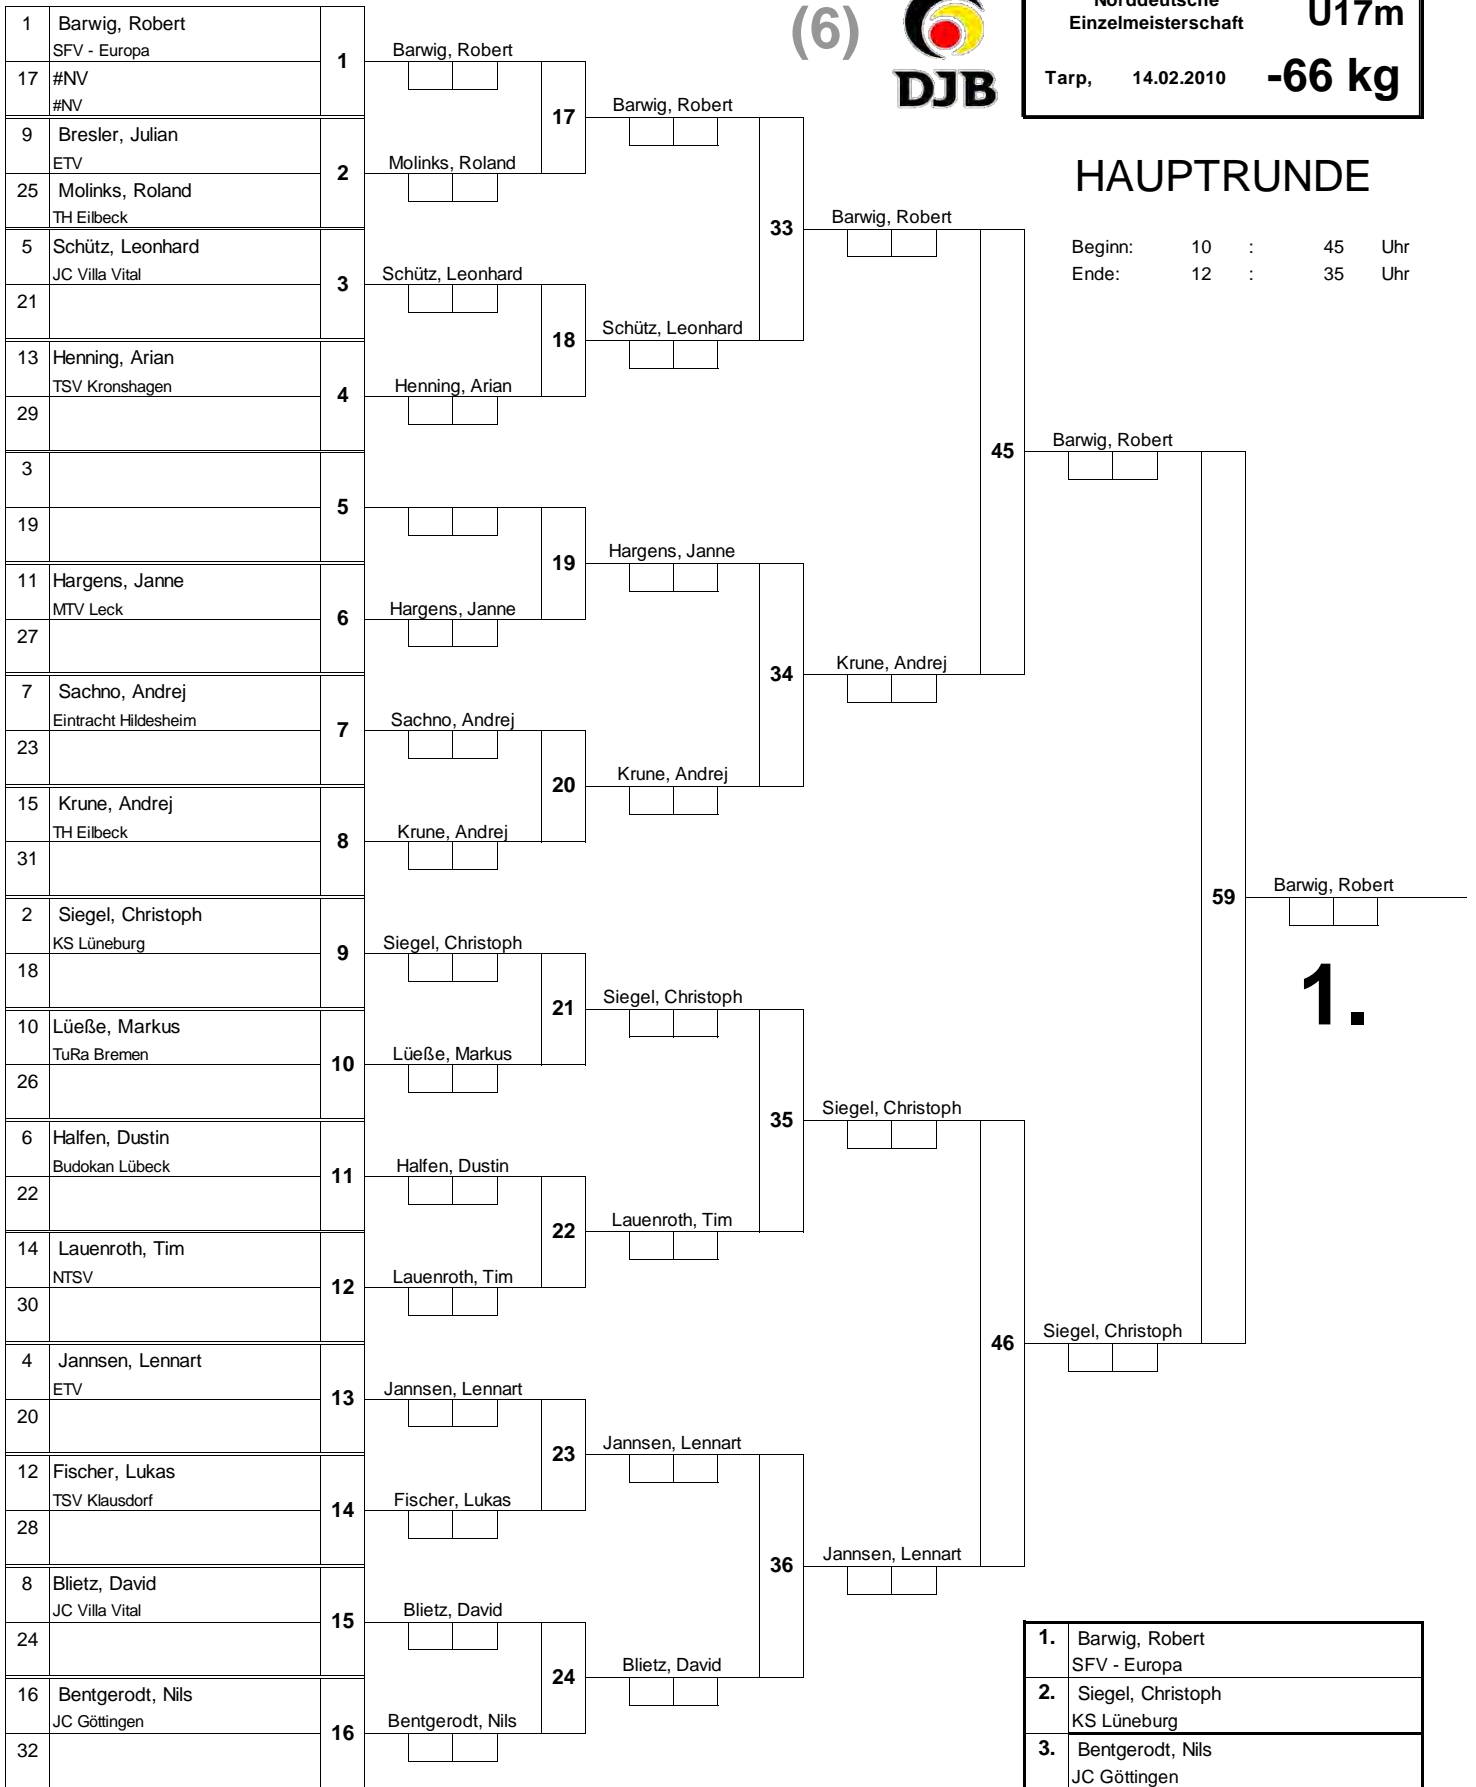 (6)
DJB
Norddeutsche
Einzelmeisterschaft
U17m
Tarp, 14.02.2010
-66 kg
HAUPTRUNDE
Beginn: 10 : 45 Uhr
Ende: 12 : 35 Uhr
1 Barwig, Robert
SFV - Europa
17 #NV
#NV
1
9 Bresler, Julian
ETV
25 Molinks, Roland
TH Eilbeck
2
5 Schütz, Leonhard
JC Villa Vital
21
3
13 Henning, Arian
TSV Kronshagen
29
4
3
19
5
11 Hargens, Janne
MTV Leck
27
6
7 Sachno, Andrej
Eintracht Hildesheim
23
7
15 Krune, Andrej
TH Eilbeck
31
8
2 Siegel, Christoph
KS Lüneburg
18
9
10 Lüeße, Markus
TuRa Bremen
26
10
6 Halfen, Dustin
Budokan Lübeck
22
11
14 Lauenroth, Tim
NTSV
30
12
4 Jannsen, Lennart
ETV
20
13
12 Fischer, Lukas
TSV Klausdorf
28
14
8 Blietz, David
JC Villa Vital
24
15
16 Bentgerodt, Nils
JC Göttingen
32
16
Barwig, Robert
17
Molinks, Roland
Schütz, Leonhard
18
Henning, Arian
19
Hargens, Janne
Sachno, Andrej
20
Krune, Andrej
Siegel, Christoph
21
Lüeße, Markus
Halfen, Dustin
22
Lauenroth, Tim
Jannsen, Lennart
23
Fischer, Lukas
Blietz, David
24
Bentgerodt, Nils
Barwig, Robert
33
Schütz, Leonhard
Hargens, Janne
34
Krune, Andrej
Siegel, Christoph
35
Lauenroth, Tim
Jannsen, Lennart
36
Blietz, David
Barwig, Robert
45
Krune, Andrej
Siegel, Christoph
46
Jannsen, Lennart
Barwig, Robert
59
Siegel, Christoph
Barwig, Robert
1.
1. Barwig, Robert
SFV - Europa
2. Siegel, Christoph
KS Lüneburg
3. Bentgerodt, Nils
JC Göttingen